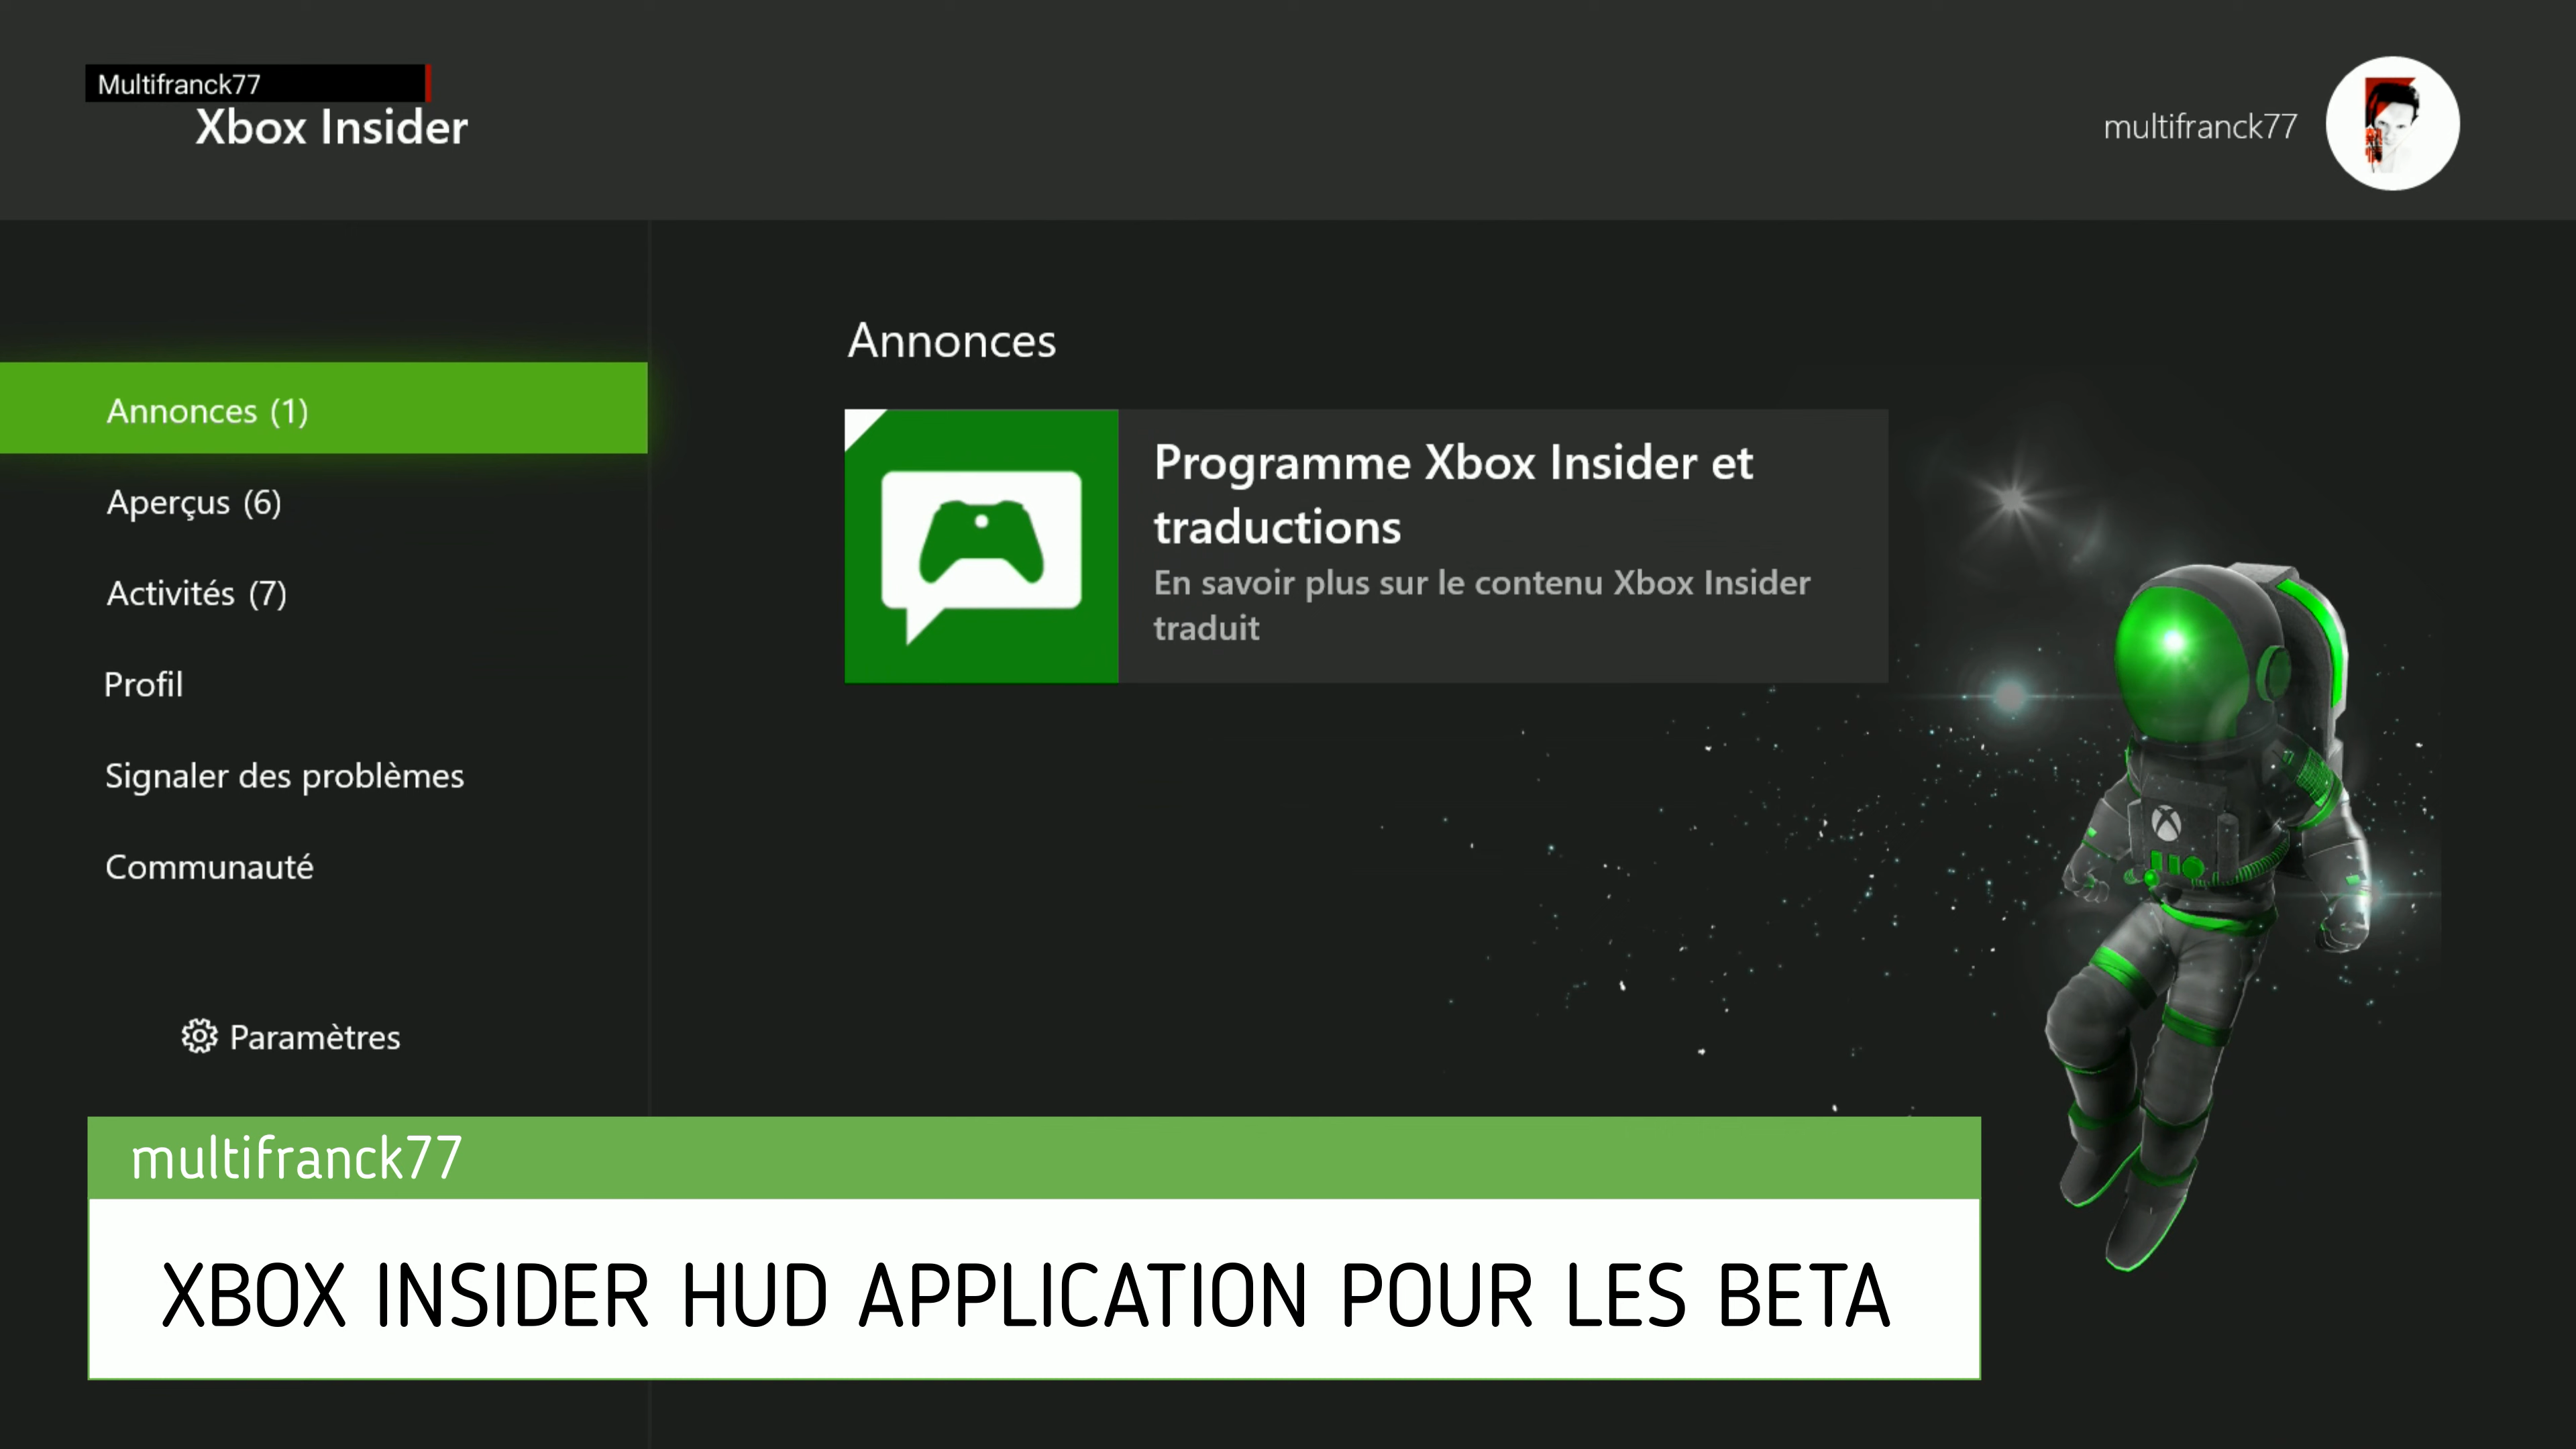 Multifranck77
Xbox Insider
multifranck77
Annonces (1)
Aperçus (6)
Activités (7)
Profil
Signaler des problèmes
Communauté
Paramètres
Annonces
Programme Xbox Insider et
traductions
En savoir plus sur le contenu Xbox Insider
traduit
multifranck77
XBOX INSIDER HUD APPLICATION POUR LES BETA